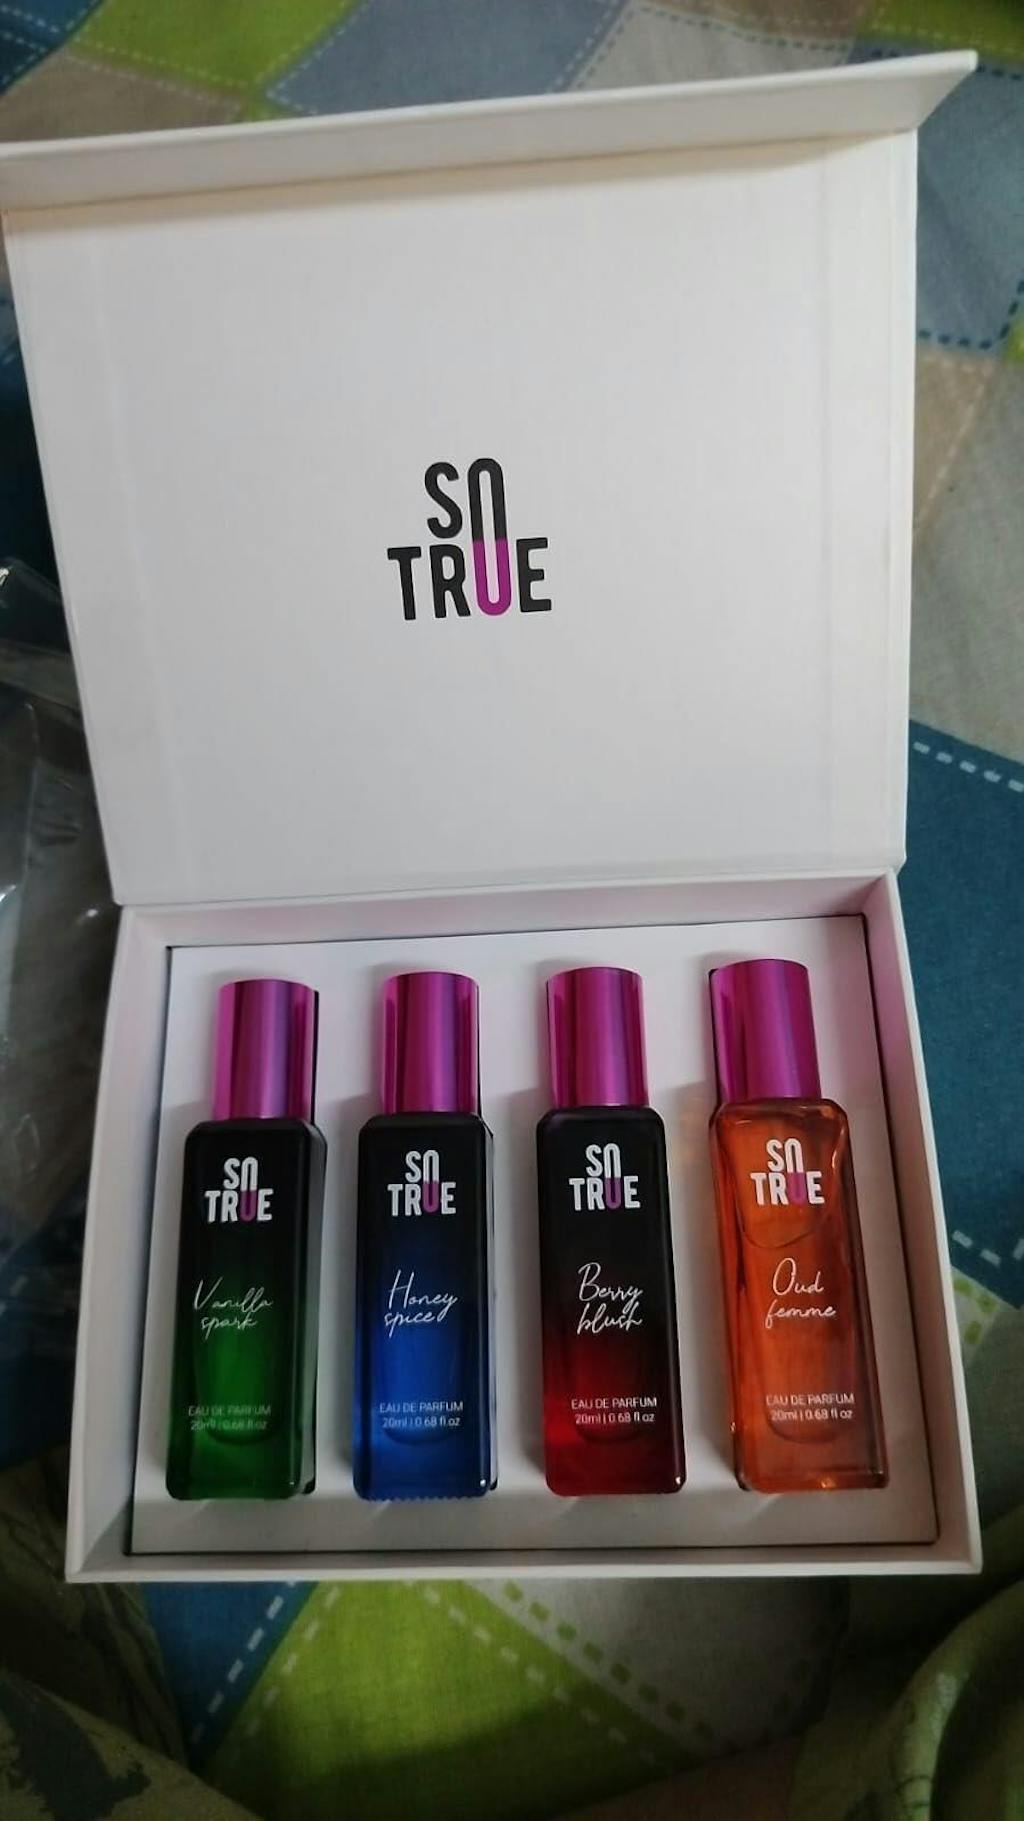 SO
TRUE
SO
TRUE
Vanilla
spark
EAU DE PARFUM
20ml | 0.68 fl oz
SO
TRUE
Honey
spice
EAU DE PARFUM
20ml | 0.68 fl oz
SO
TRUE
Berry
blush
EAU DE PARFUM
20ml | 0.68 fl oz
SO
TRUE
Oud
femme
EAU DE PARFUM
20ml | 0.68 fl oz